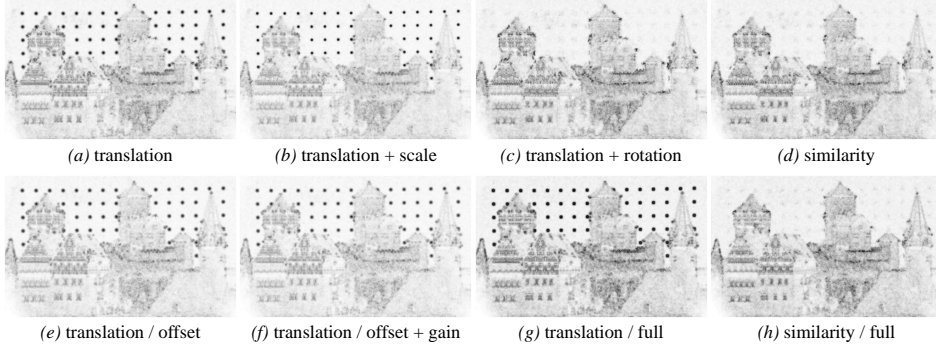 (a) translation
(b) translation + scale
(c) translation + rotation
(d) similarity
(e) translation / offset
(f) translation / offset + gain
(g) translation / full
(h) similarity / full